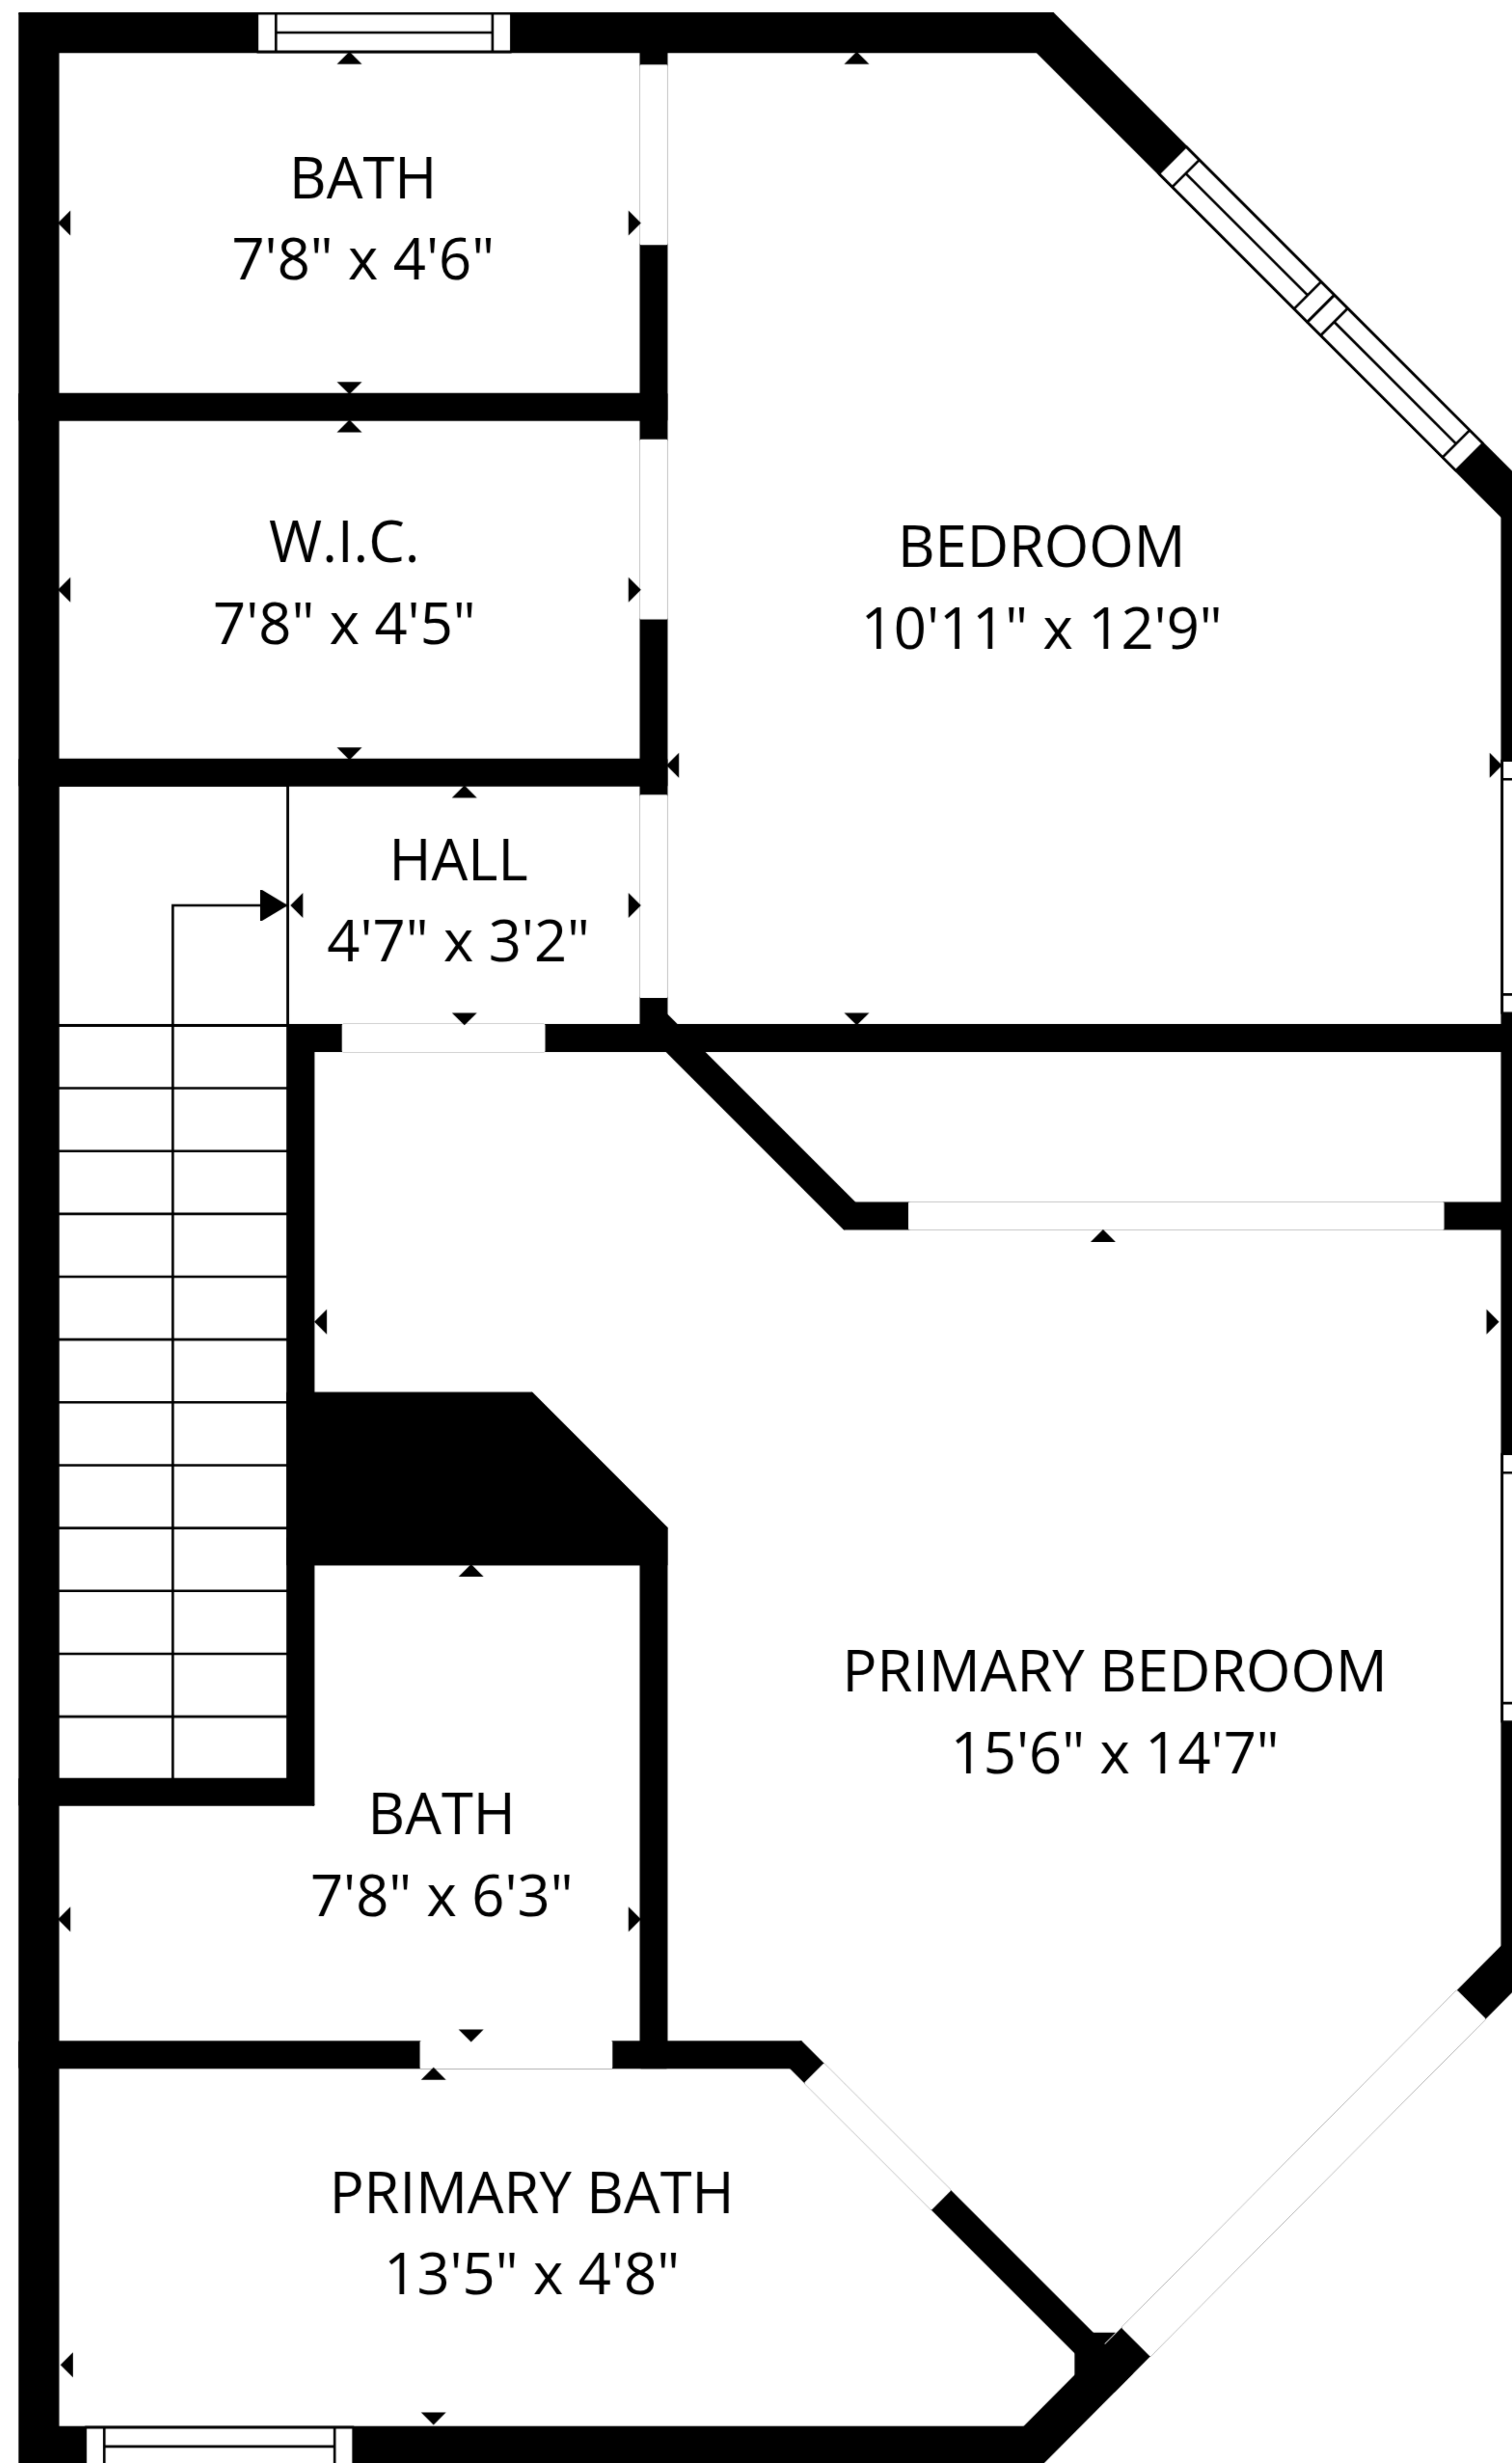 BATH
7'8" x 4'6"
W.I.C.
7'8" x 4'5"
BEDROOM
10'11" x 12'9"
HALL
4'7" x 3'2"
PRIMARY BEDROOM
15'6" x 14'7"
BATH
7'8" x 6'3"
PRIMARY BATH
13'5" x 4'8"